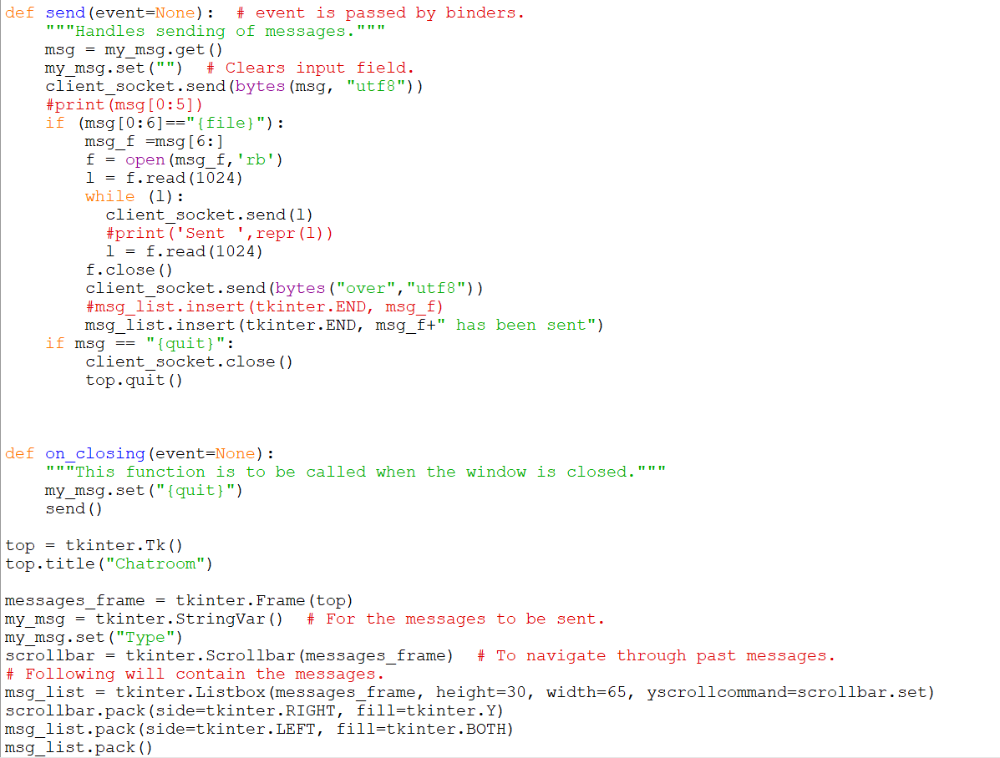 def send(event=None):  # event is passed by binders.
    """Handles sending of messages."""
    msg = my_msg.get()
    my_msg.set("")  # Clears input field.
    client_socket.send(bytes(msg, "utf8"))
    #print(msg[0:5])
    if (msg[0:6]=="{file}"):
        msg_f =msg[6:]
        f = open(msg_f,'rb')
        l = f.read(1024)
        while (l):
          client_socket.send(l)
          #print('Sent ',repr(l))
          l = f.read(1024)
        f.close()
        client_socket.send(bytes("over","utf8"))
        #msg_list.insert(tkinter.END, msg_f)
        msg_list.insert(tkinter.END, msg_f+" has been sent")
    if msg == "{quit}":
        client_socket.close()
        top.quit()

def on_closing(event=None):
    """This function is to be called when the window is closed."""
    my_msg.set("{quit}")
    send()

top = tkinter.Tk()
top.title("Chatroom")

messages_frame = tkinter.Frame(top)
my_msg = tkinter.StringVar()  # For the messages to be sent.
my_msg.set("Type")
scrollbar = tkinter.Scrollbar(messages_frame)  # To navigate through past messages.
# Following will contain the messages.
msg_list = tkinter.Listbox(messages_frame, height=30, width=65, yscrollcommand=scrollbar.set)
scrollbar.pack(side=tkinter.RIGHT, fill=tkinter.Y)
msg_list.pack(side=tkinter.LEFT, fill=tkinter.BOTH)
msg_list.pack()